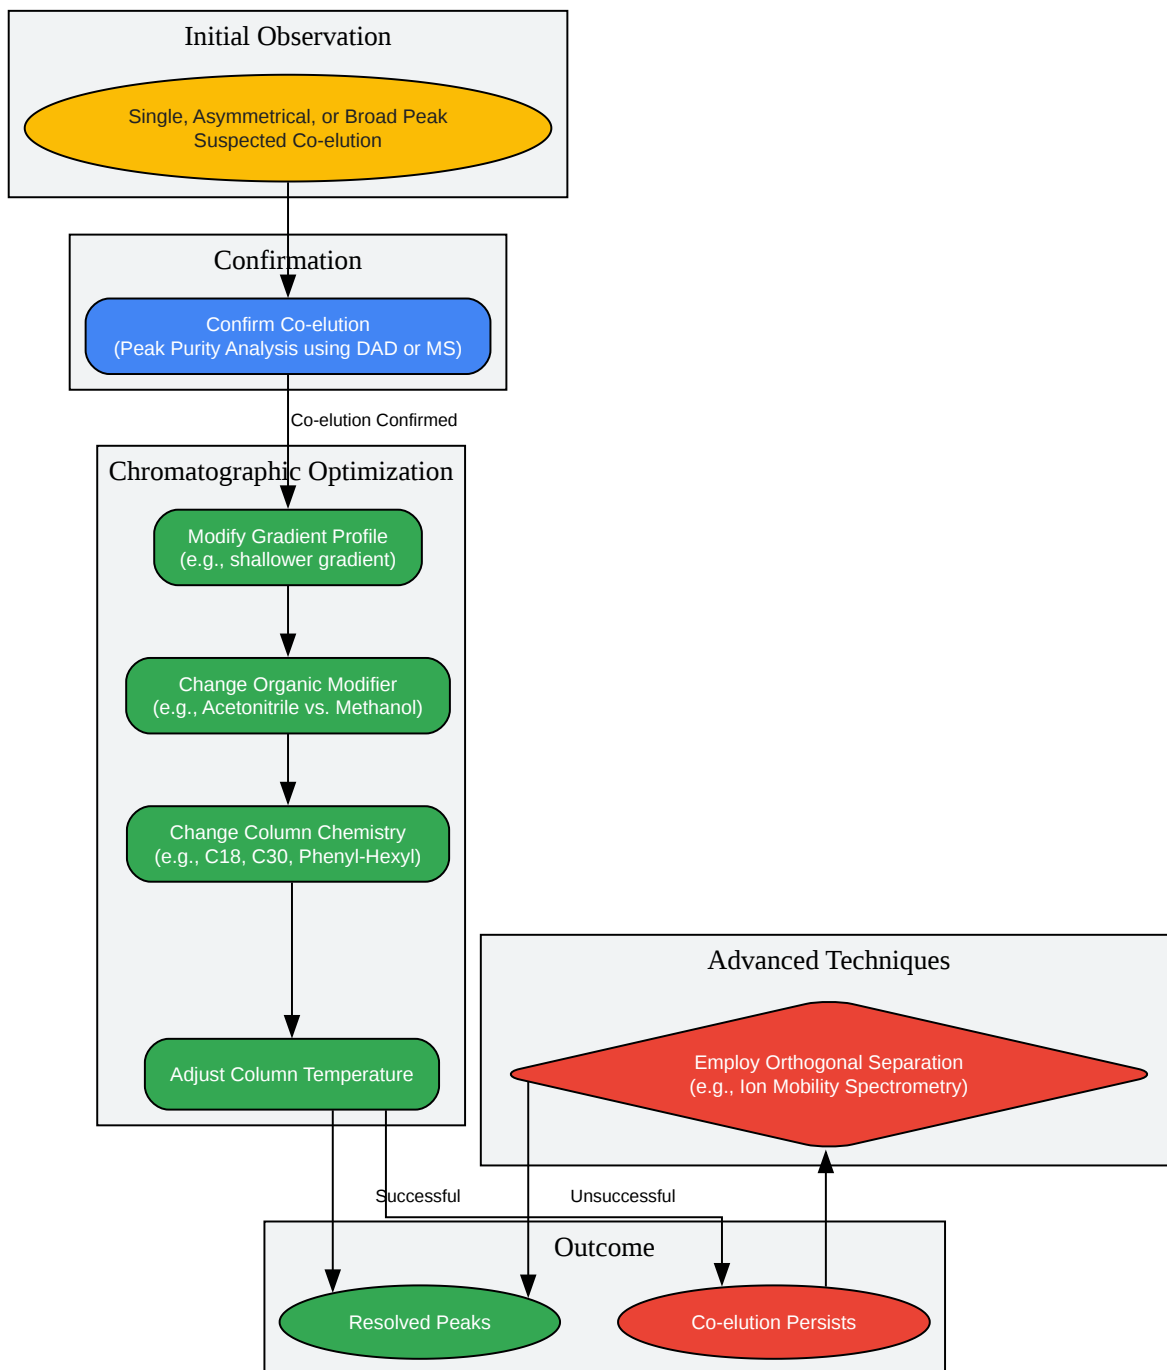 Initial Observation
Single, Asymmetrical, or Broad Peak
Suspected Co-elution
Confirmation
Confirm Co-elution
(Peak Purity Analysis using DAD or MS)
Co-elution Confirmed
Chromatographic Optimization
Modify Gradient Profile
(e.g., shallower gradient)
Change Organic Modifier
(e.g., Acetonitrile vs. Methanol)
Change Column Chemistry
(e.g., C18, C30, Phenyl-Hexyl)
Adjust Column Temperature
Advanced Techniques
Employ Orthogonal Separation
(e.g., Ion Mobility Spectrometry)
Successful
Unsuccessful
Outcome
Resolved Peaks
Co-elution Persists